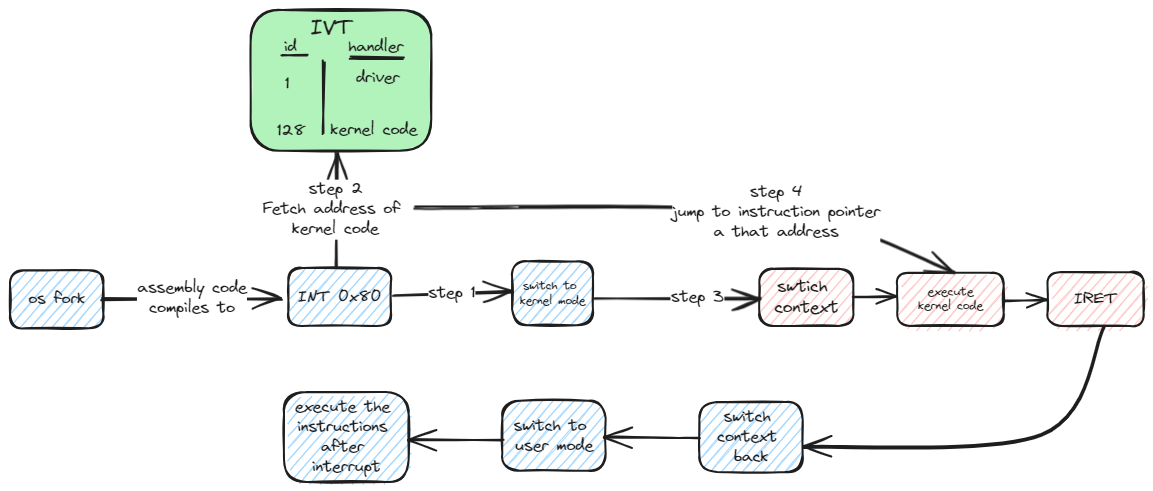 IVT
id handler
1 driver
128 kernel code
step 2
Fetch address of
kernel code
step 4
jump to instruction pointer
a that address
os fork
assembly code
compiles to
INT 0x80
step 1
switch to
kernel mode
step 3
swtich
context
execute
kernel code
IRET
execute the
instructions
after
interrupt
switch to
user mode
switch
context
back